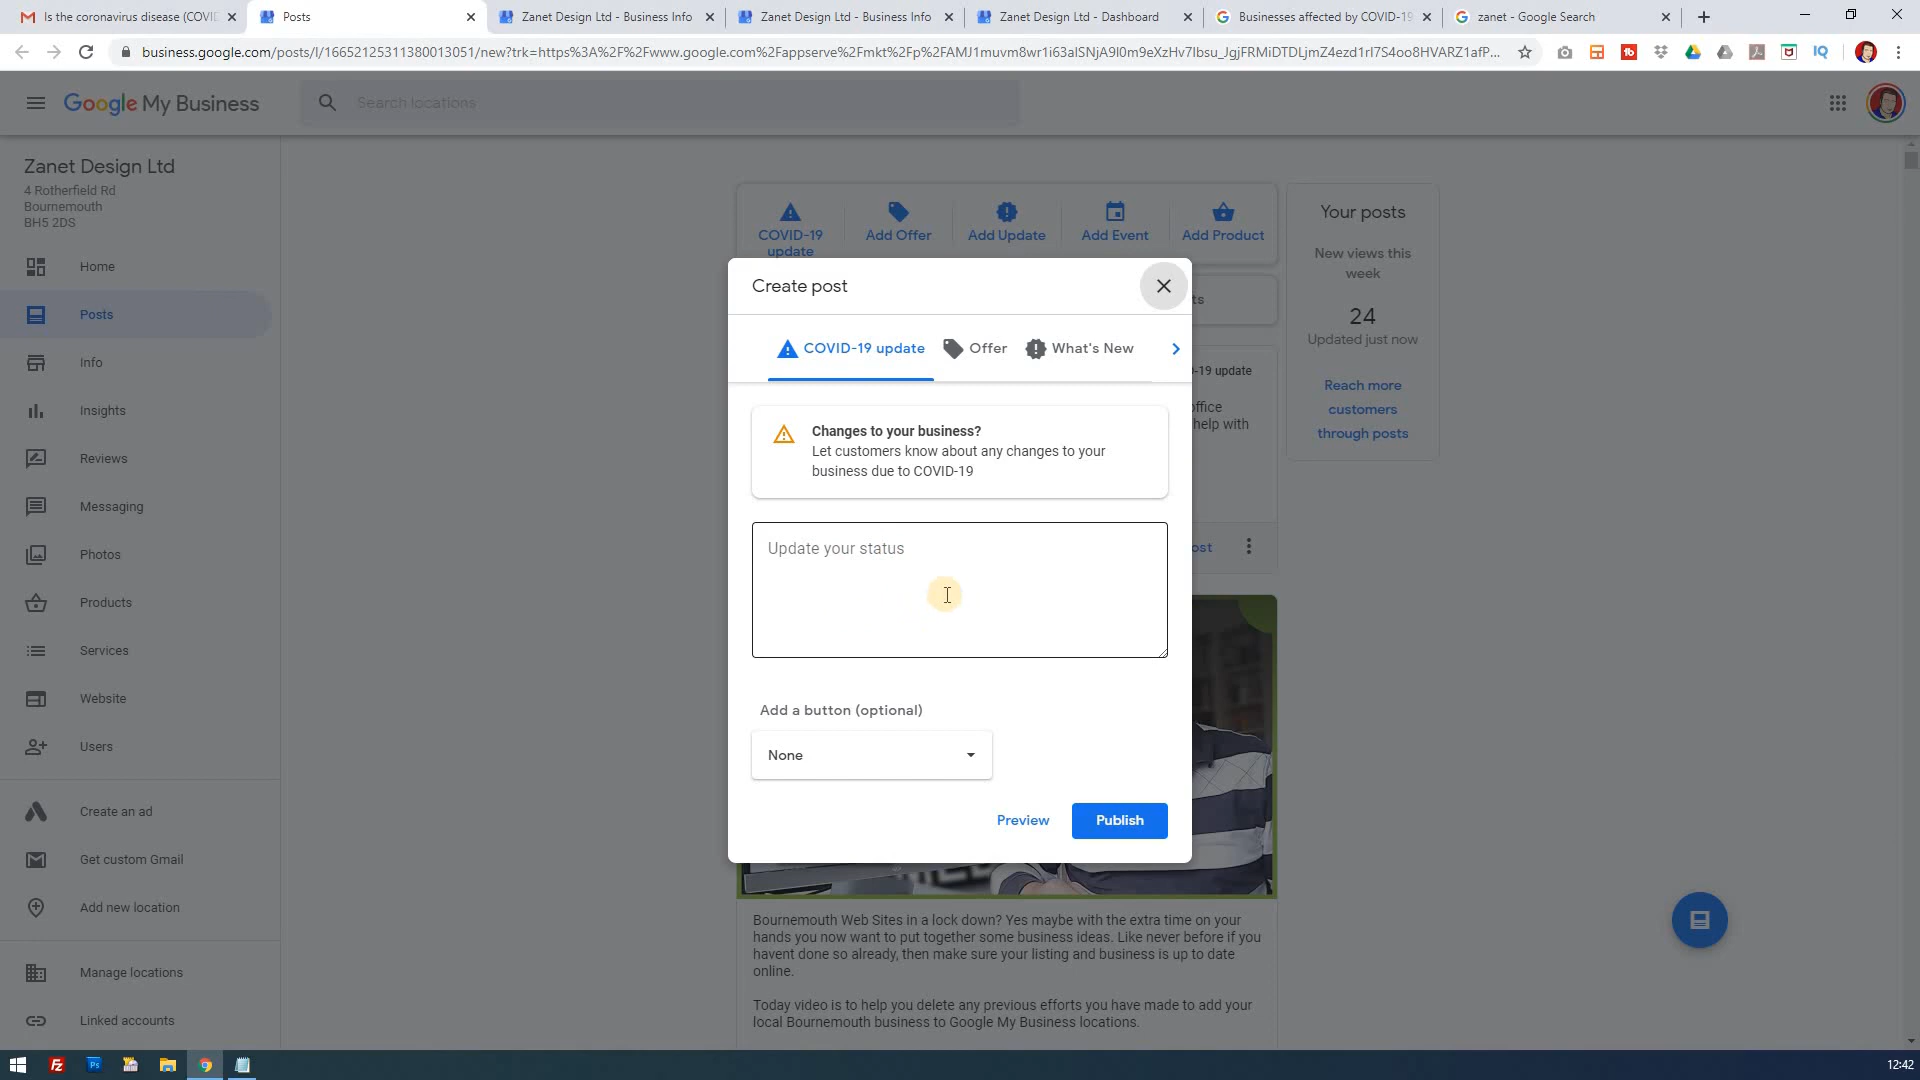 Is the coronavirus disease (COVI
Posts
Zanet Design Ltd - Business Info
Zanet Design Ltd - Business Info
Zanet Design Ltd - Dashboard
Businesses affected by COVID-19
zanet - Google Search
business.google.com/posts/l/16652125311380013051/new?trk=https%3A%2F%2Fwww.google.com%2Fappserve%2Fmkt%2Fp%2FAMJ1muvm8wr1i63alSNjA9l0m9eXzHv7Ibsu_JgjFRMiDTDLjmZ4ezd1rI7S4oo8HVARZ1afP...
Google My Business
Search locations
Zanet Design Ltd
4 Rotherfield Rd
Bournemouth
BH5 2DS
Home
Posts
Info
Insights
Reviews
Messaging
Photos
Products
Services
Website
Users
Create an ad
Get custom Gmail
Add new location
Manage locations
Linked accounts
COVID-19 update
Add Offer
Add Update
Add Event
Add Product
Your posts
New views this week
24
Updated just now
Reach more
customers
through posts
ts
-19 update
office
help with
ost
Create post
COVID-19 update
Offer
What's New
Changes to your business?
Let customers know about any changes to your
business due to COVID-19
Update your status
Add a button (optional)
None
Preview
Publish
Bournemouth Web Sites in a lock down? Yes maybe with the extra time on your
hands you now want to put together some business ideas. Like never before if you
havent done so already, then make sure your listing and business is up to date
online.
Today video is to help you delete any previous efforts you have made to add your
local Bournemouth business to Google My Business locations.
12:42